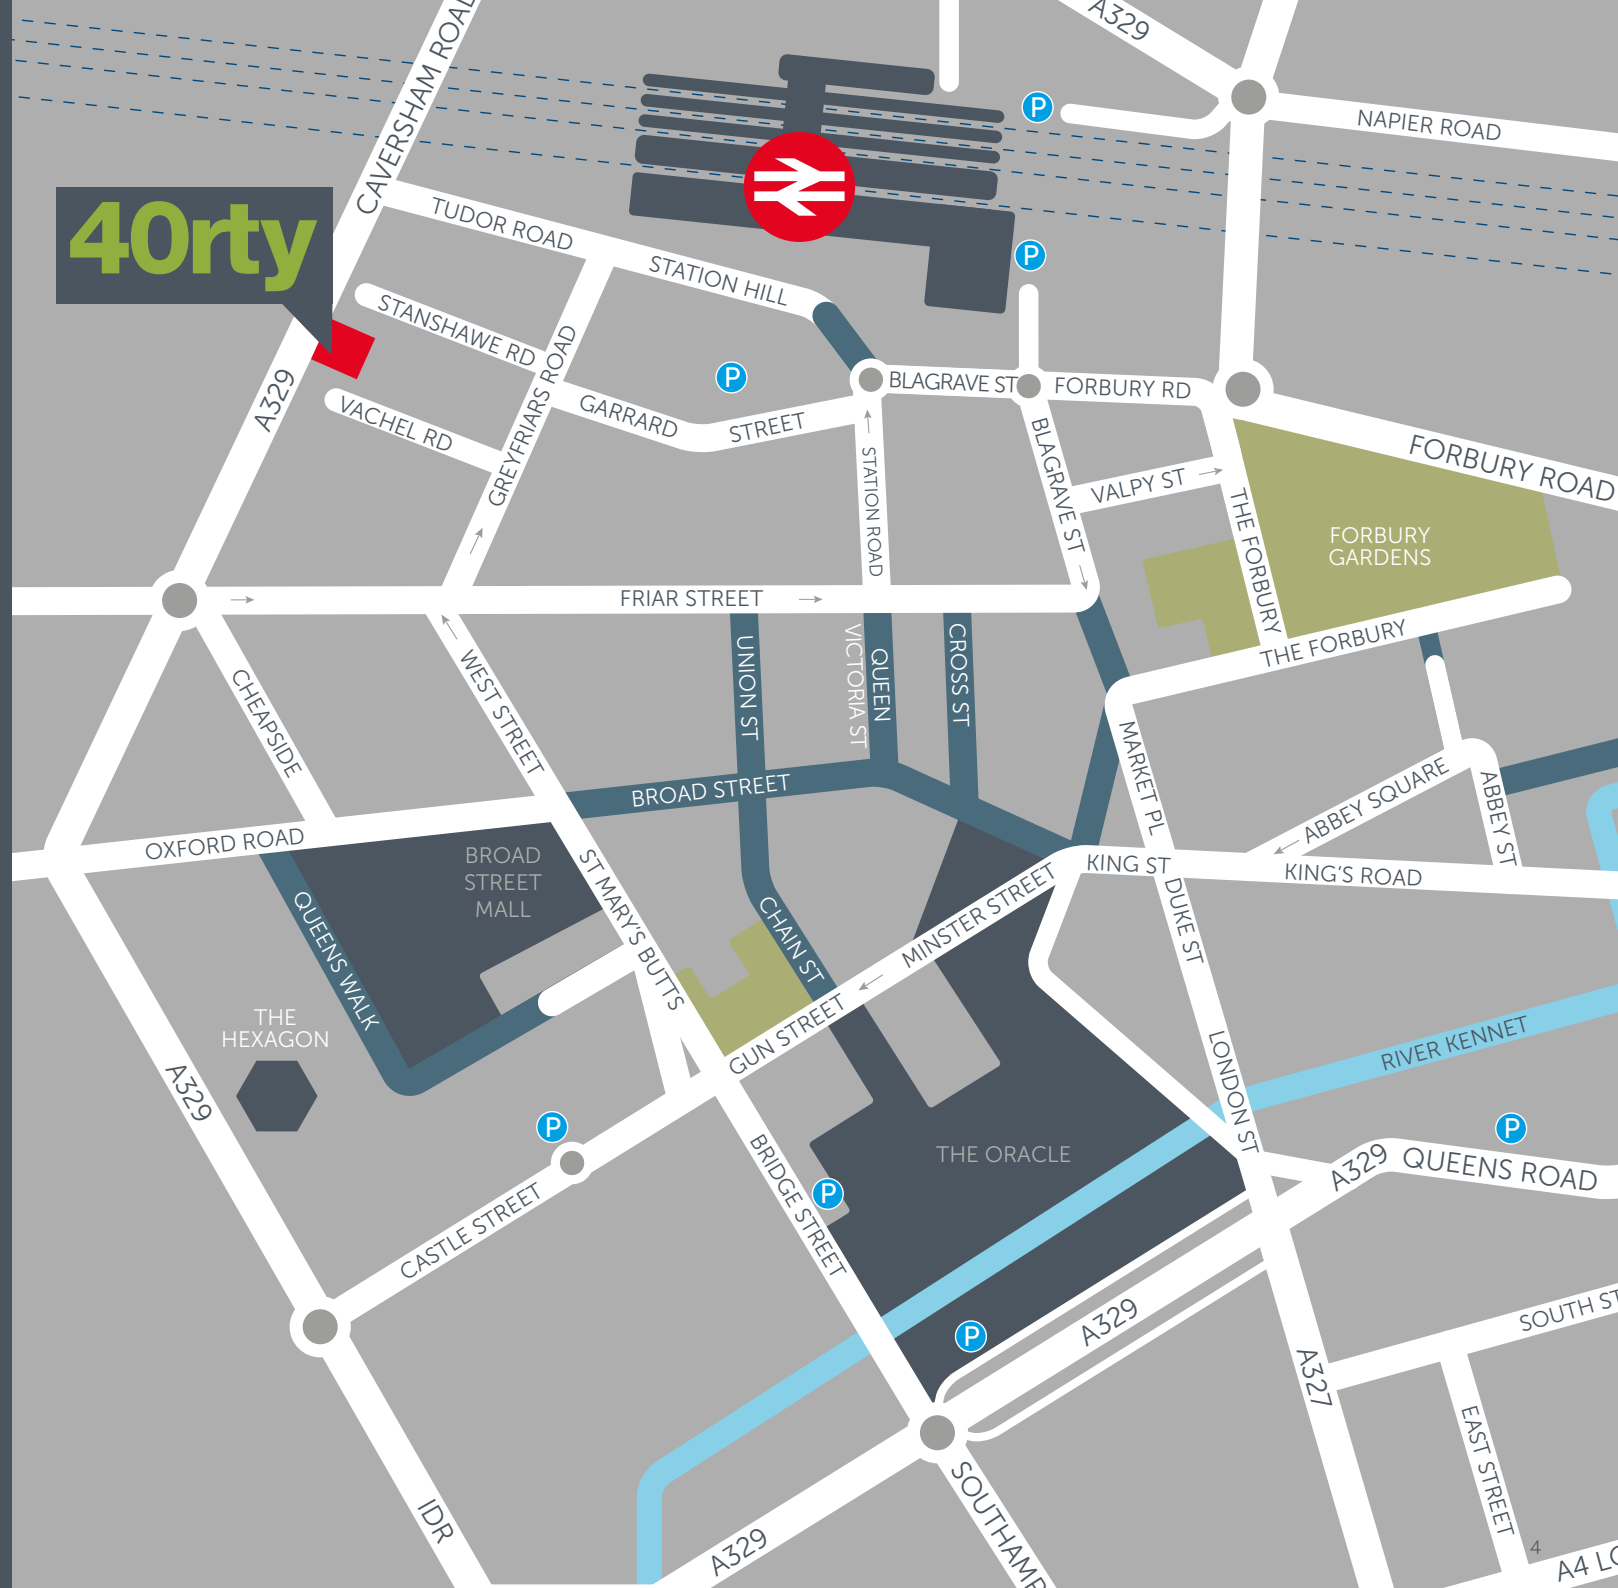 CAVERSHAM ROAD
A329
NAPIER ROAD
P
40rty
TUDOR ROAD
STATION HILL
P
STANSHAWE RD
GREYFRIARS ROAD
P
BLAGRAVE ST
FORBURY RD
A329
VACHEL RD
GARRARD
STREET
STATION ROAD
BLAGRAVE ST
VALPY ST
FORBURY ROAD
THE FORBURY
FORBURY
GARDENS
FRIAR STREET
THE FORBURY
CHEAPSIDE
WEST STREET
UNION ST
QUEEN
VICTORIA ST
CROSS ST
MARKET PL
BROAD STREET
ABBEY SQUARE
ABBEY ST
OXFORD ROAD
BROAD
STREET
MALL
ST MARY'S BUTTS
KING ST
KING'S ROAD
QUEENS WALK
CHAIN ST
MINSTER STREET
DUKE ST
THE
HEXAGON
GUN STREET
LONDON ST
RIVER KENNET
A329
P
BRIDGE STREET
THE ORACLE
P
A329
QUEENS ROAD
P
CASTLE STREET
P
A329
SOUTH ST
A327
EAST STREET
IDR
A329
SOUTHAMP
4
A4 LO